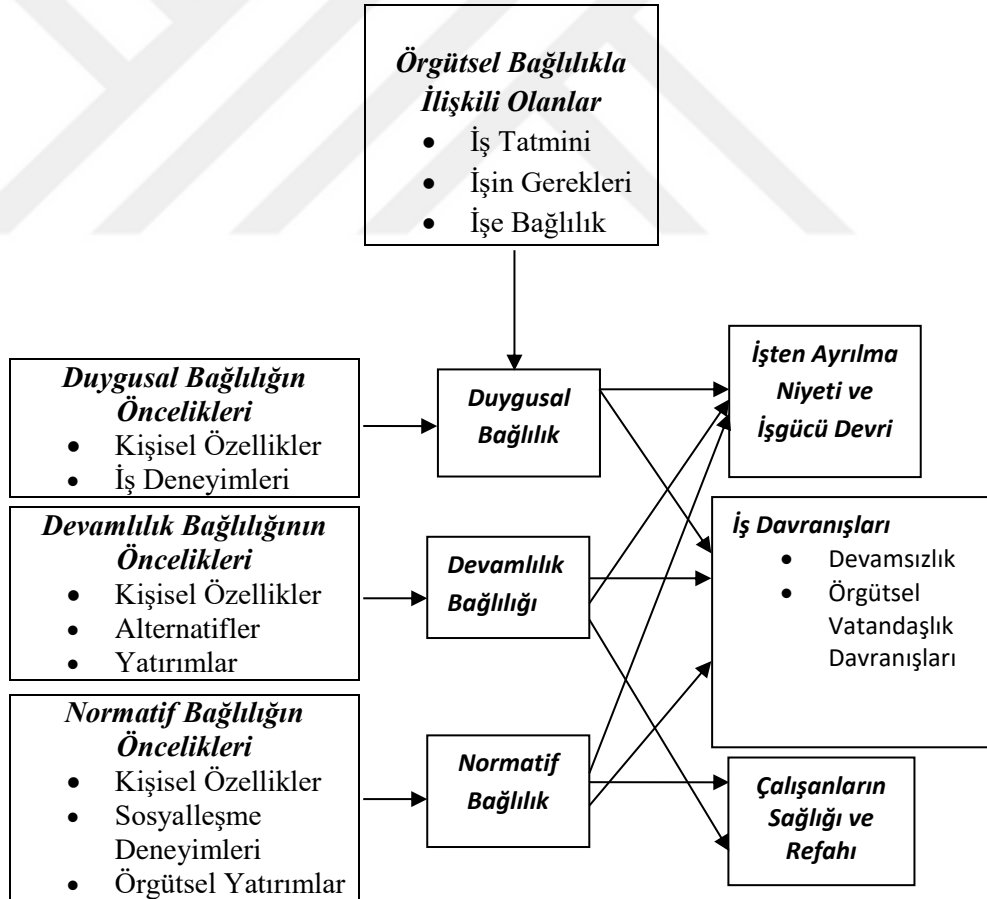 Örgütsel Bağlılıkla
İlişkili Olanlar
• İş Tatmini
• İşin Gerekleri
• İşe Bağlılık
Duygusal Bağlılığın
Öncelikleri
• Kişisel Özellikler
• İş Deneyimleri
Duygusal
Bağlılık
İşten Ayrılma
Niyeti ve
İşgücü Devri
Devamlılık Bağlılığının
Öncelikleri
• Kişisel Özellikler
• Alternatifler
• Yatırımlar
Devamlılık
Bağlılığı
İş Davranışları
• Devamsızlık
• Örgütsel
Vatandaşlık
Davranışları
Normatif Bağlılığın
Öncelikleri
• Kişisel Özellikler
• Sosyalleşme
Deneyimleri
• Örgütsel Yatırımlar
Normatif
Bağlılık
Çalışanların
Sağlığı ve
Refahı